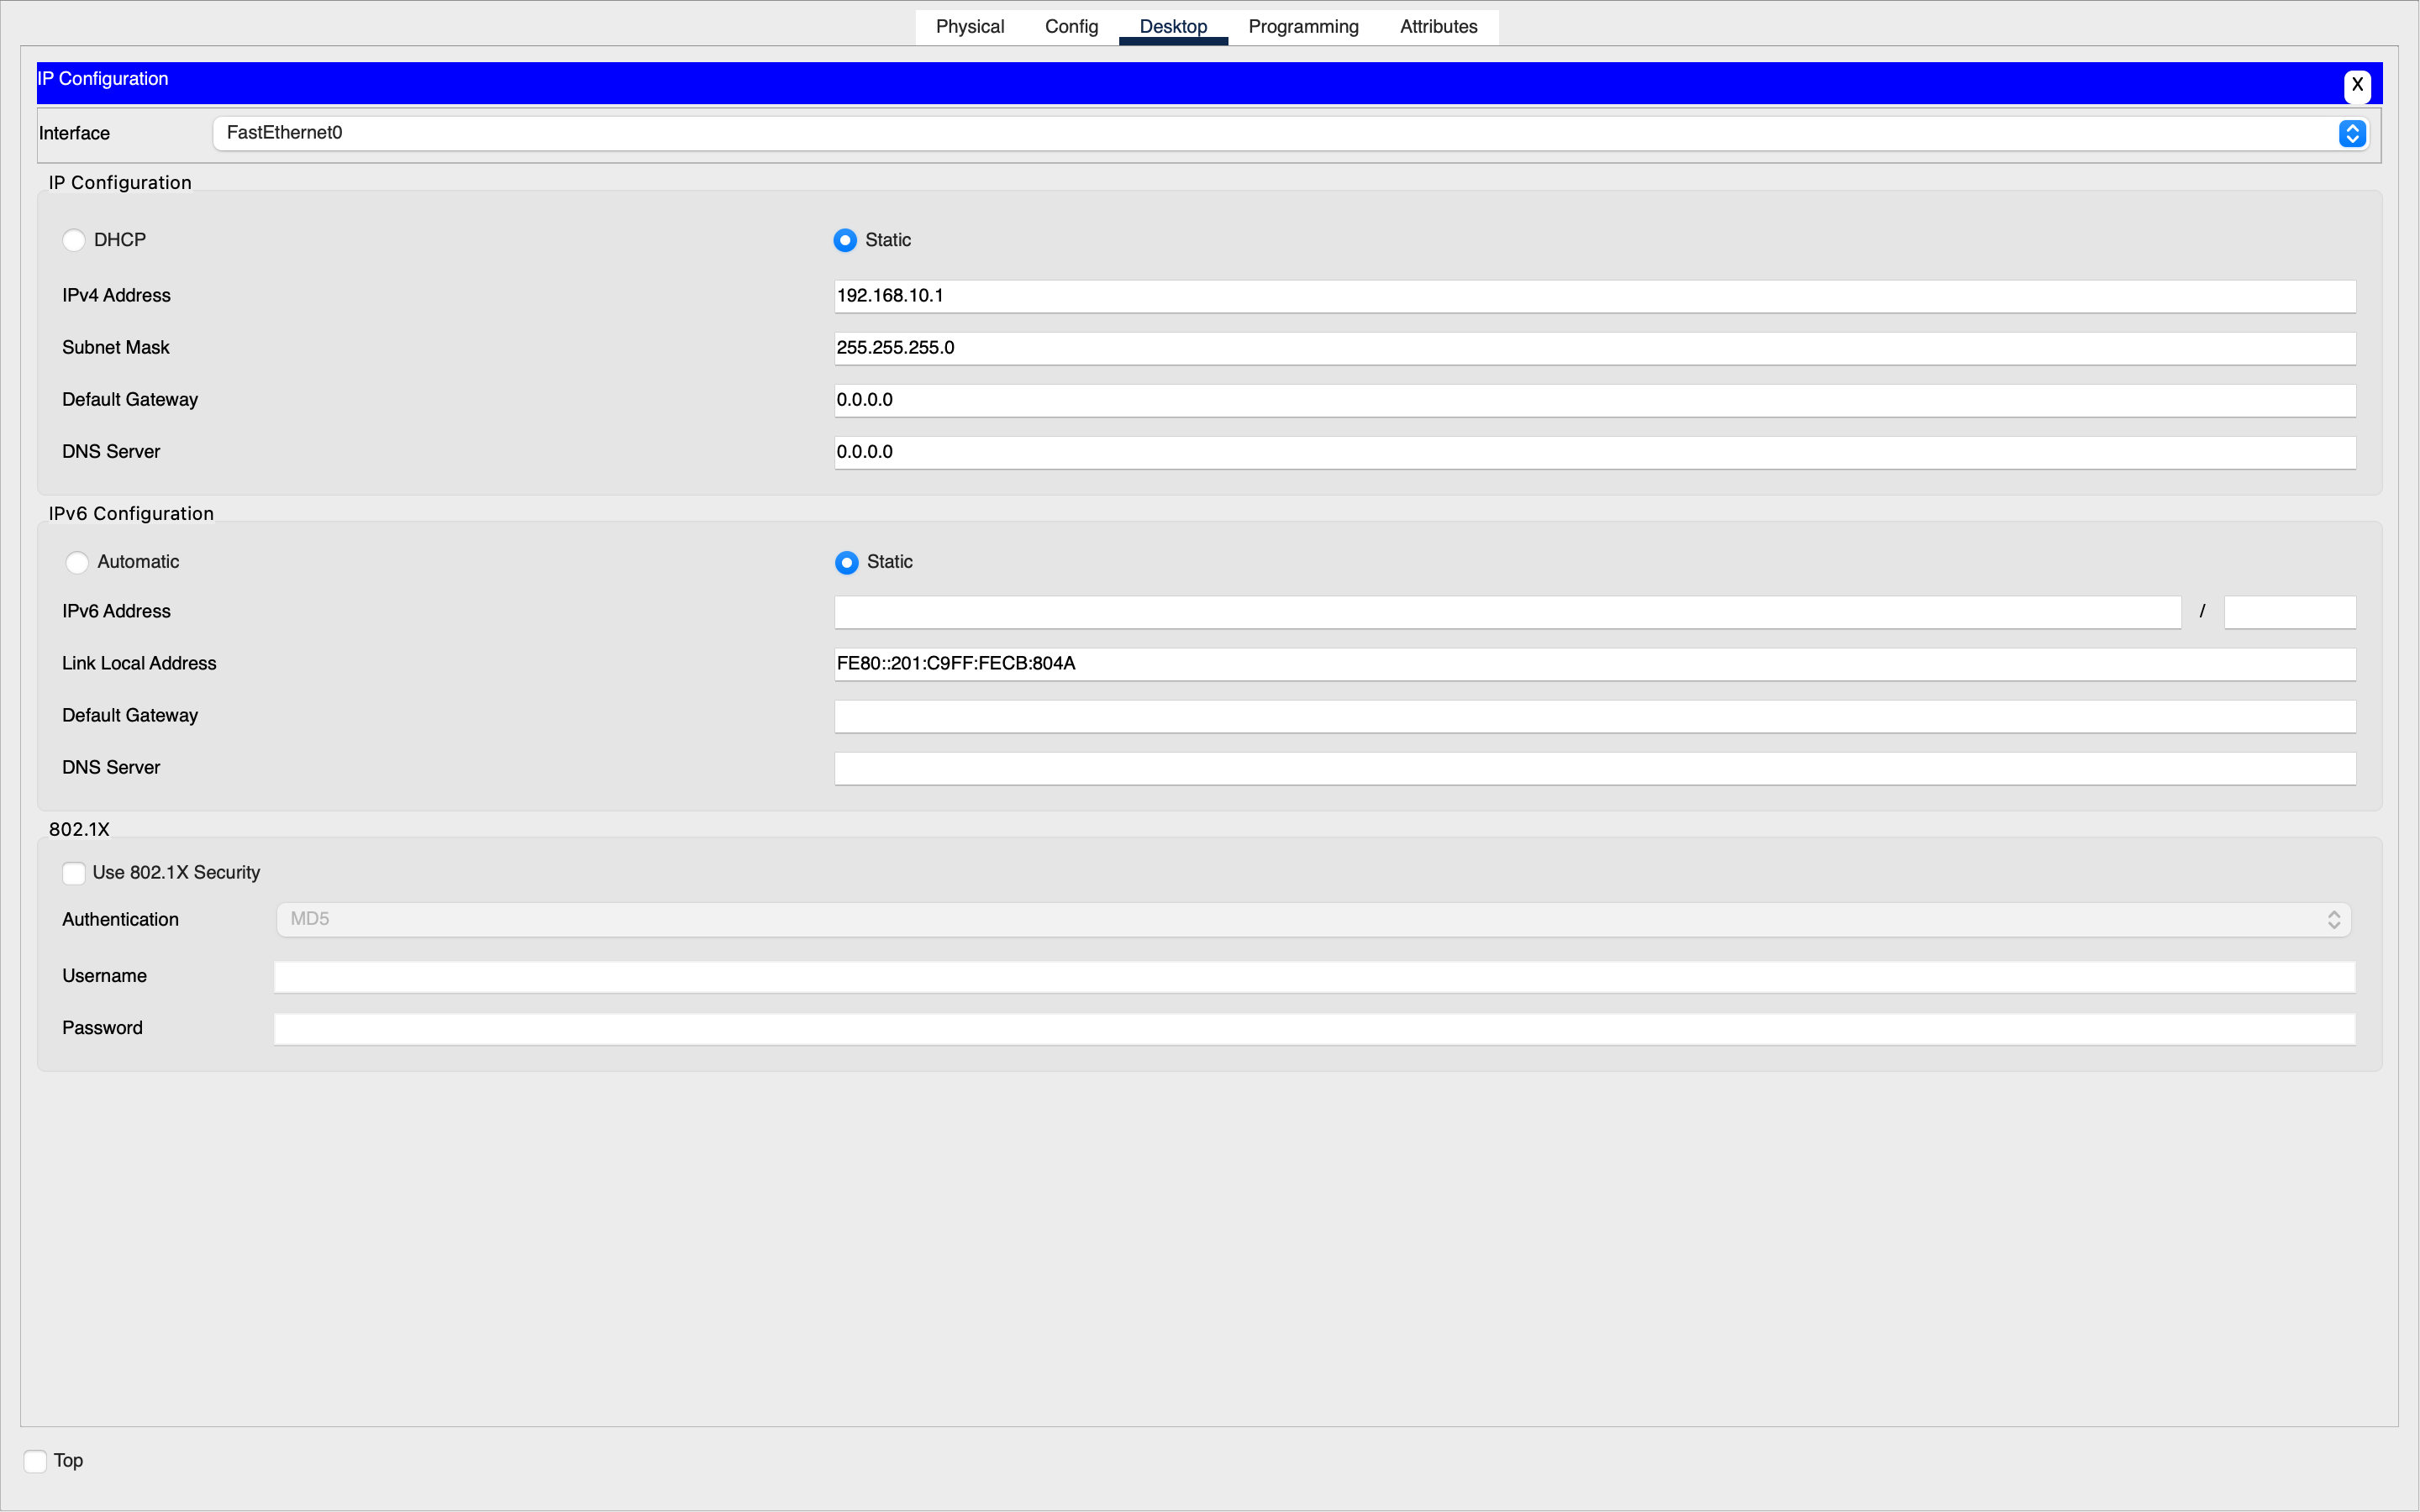 Physical Config Desktop Programming Attributes
IP Configuration
X
Interface FastEthernet0
IP Configuration
DHCP Static
IPv4 Address 192.168.10.1
Subnet Mask 255.255.255.0
Default Gateway 0.0.0.0
DNS Server 0.0.0.0
IPv6 Configuration
Automatic Static
IPv6 Address /
Link Local Address FE80::201:C9FF:FECB:804A
Default Gateway
DNS Server
802.1X
Use 802.1X Security
Authentication MD5
Username
Password
Top